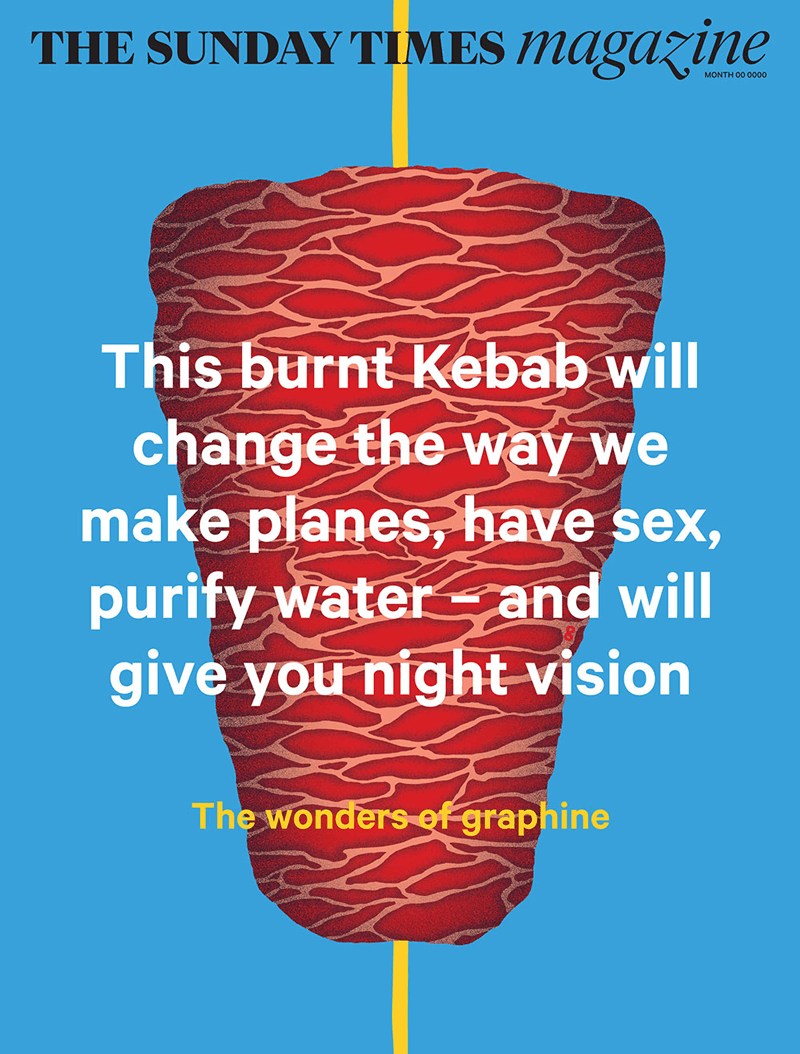 THE SUNDAY TIMES magazine
MONTH 00 0000
This burnt Kebab will
change the way we
make planes, have sex,
purify water – and will
give you night vision
The wonders of graphine